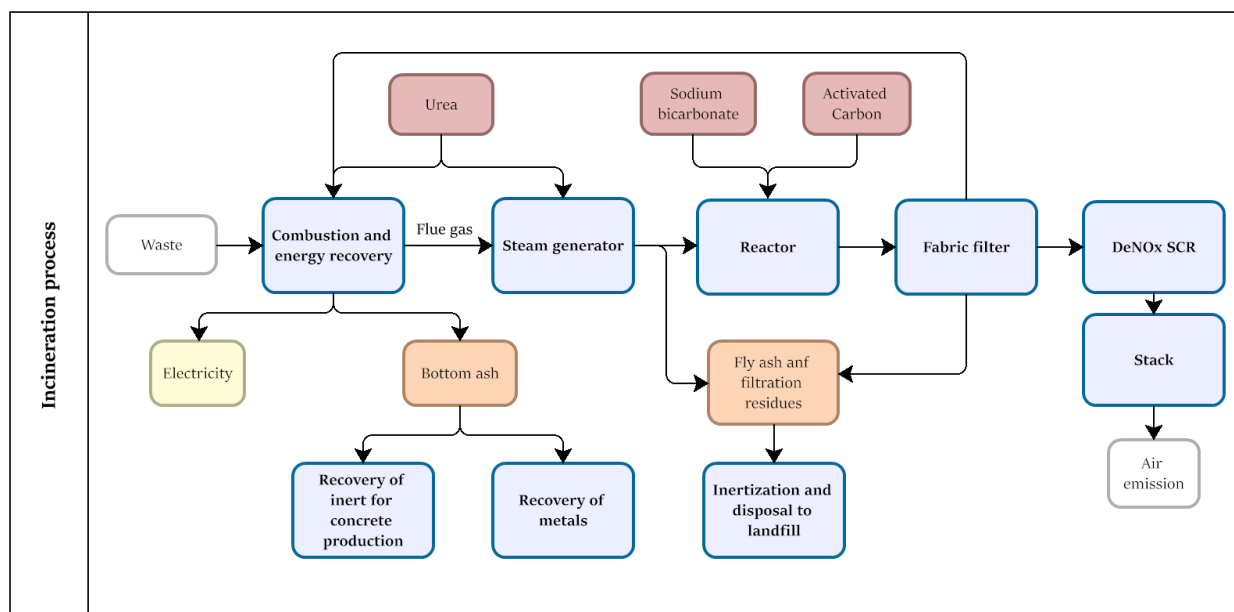 Incineration process
Urea
Sodium
bicarbonate
Activated
Carbon
Waste
Combustion and
energy recovery
Flue gas
Steam generator
Reactor
Fabric filter
DeNOx SCR
Electricity
Bottom ash
Fly ash anf
filtration
residues
Stack
Recovery of
inert for
concrete
production
Recovery of
metals
Inertization and
disposal to
landfill
Air
emission